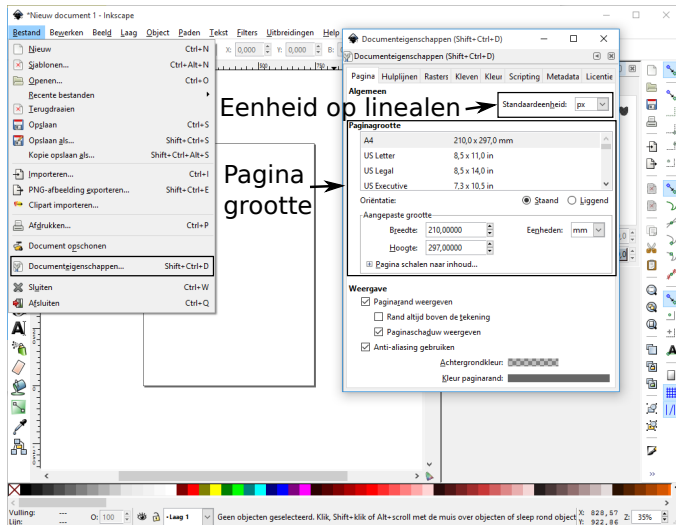 *Nieuw document 1 - Inkscape
Bestand Bewerken Beeld Laag Object Paden Tekst Filters Uitbreidingen Help
X: 0,000 Y: 0,000 B:
Nieuw Ctrl+N
Sjablonen... Ctrl+Alt+N
Openen... Ctrl+O
Recente bestanden
Terugdraaien
Opslaan Ctrl+S
Opslaan als... Shift+Ctrl+S
Kopie opslaan als... Shift+Ctrl+Alt+S
Importeren... Ctrl+I
PNG-afbeelding exporteren... Shift+Ctrl+E
Clipart importeren...
Afdrukken... Ctrl+P
Document opschonen
Documenteigenschappen... Shift+Ctrl+D
Sluiten Ctrl+W
Afsluiten Ctrl+Q
Eenheid op linealen
Pagina
grootte
Documenteigenschappen (Shift+Ctrl+D)
Documenteigenschappen (Shift+Ctrl+D)
Pagina Hulplijnen Rasters Kleven Kleur Scripting Metadata Licentie
Algemeen
Standaardeenheid: px
Paginagrootte
A4 210,0 x 297,0 mm
US Letter 8,5 x 11,0 in
US Legal 8,5 x 14,0 in
US Executive 7,3 x 10,5 in
Oriëntatie: Staand Liggend
Aangepaste grootte
Breedte: 210,00000 Eenheden: mm
Hoogte: 297,00000
Pagina schalen naar inhoud...
Weergave
Paginarand weergeven
Rand altijd boven de tekening
Paginaschaduw weergeven
Anti-aliasing gebruiken
Achtergrondkleur:
Kleur paginarand:
Vulling: ---
Lijn: ---
O: 100
•Laag 1
Geen objecten geselecteerd. Klik, Shift+klik of Alt+scroll met de muis over objecten of sleep rond object
X: 828,57
Y: 922,86
Z: 35%